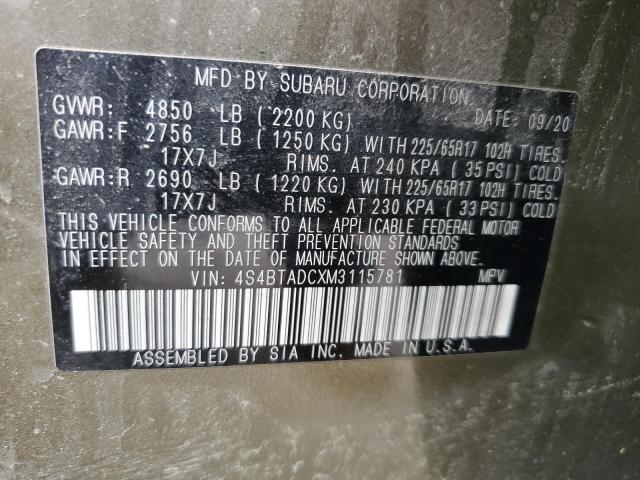 MFD BY SUBARU CORPORATION DATE: 09/20
GVWR: 4850 LB ( 2200 KG)
GAWR:F 2756 LB ( 1250 KG) WITH 225/65R17 102H TIRES.
17X7J RIMS. AT 240 KPA ( 35 PSI) COLD
GAWR:R 2690 LB ( 1220 KG) WITH 225/65R17 102H TIRES.
17X7J RIMS. AT 230 KPA ( 33 PSI) COLD
THIS VEHICLE CONFORMS TO ALL APPLICABLE FEDERAL MOTOR
VEHICLE SAFETY AND THEFT PREVENTION STANDARDS
IN EFFECT ON THE DATE OF MANUFACTURE SHOWN ABOVE.
VIN: 4S4BTADCXM3115781 MPV
ASSEMBLED BY SIA INC. MADE IN U.S.A.